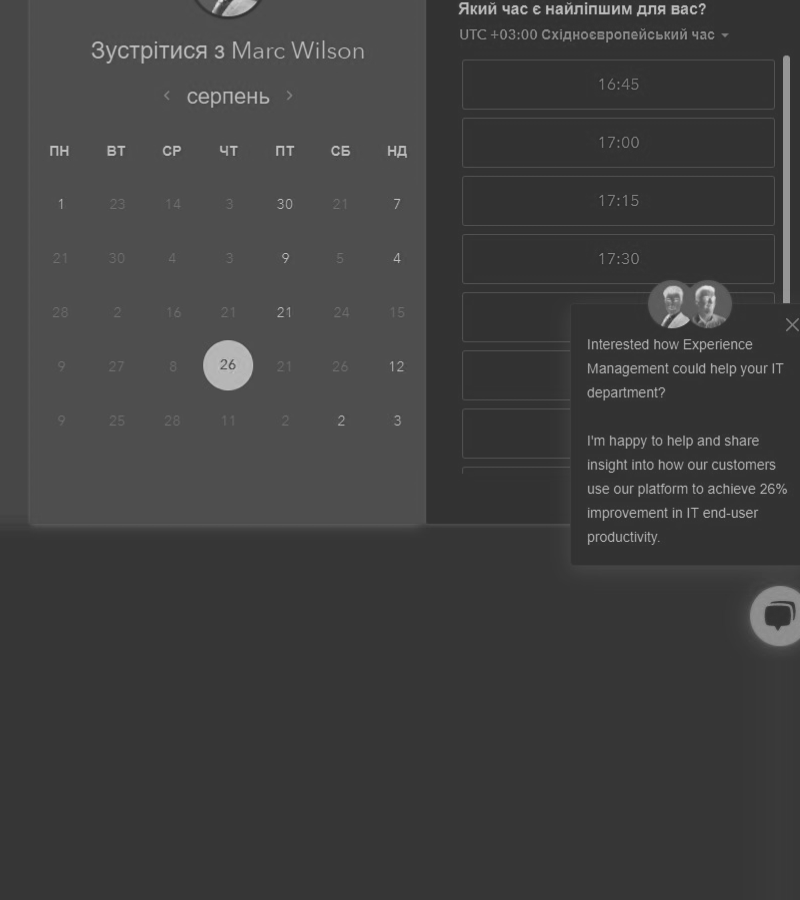 Зустрітися з Marc Wilson
серпень
ПН ВТ СР ЧТ ПТ СБ НД
1 23 14 3 30 21 7
21 30 4 3 9 5 4
28 2 16 21 21 24 15
9 27 8 26 21 26 12
9 25 28 11 2 2 3
Який час є найліпшим для вас?
UTC +03:00 Східноєвропейський час
16:45
17:00
17:15
17:30
Interested how Experience
Management could help your IT
department?
I'm happy to help and share
insight into how our customers
use our platform to achieve 26%
improvement in IT end-user
productivity.